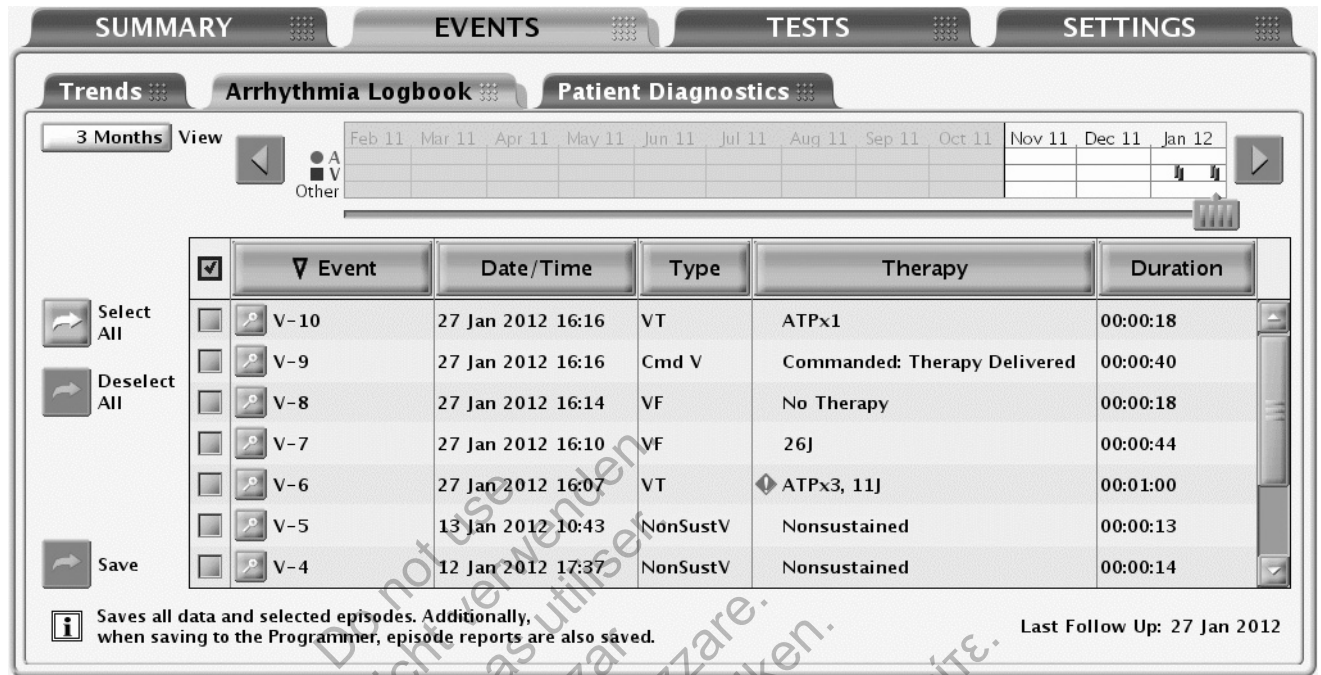 SUMMARY EVENTS TESTS SETTINGS
Trends Arrhythmia Logbook Patient Diagnostics
3 Months View
Feb 11 Mar 11 Apr 11 May 11 Jun 11 Jul 11 Aug 11 Sep 11 Oct 11 Nov 11 Dec 11 Jan 12
A
V
Other
Event Date/Time Type Therapy Duration
Select All
V-10 27 Jan 2012 16:16 VT ATPx1 00:00:18
V-9 27 Jan 2012 16:16 Cmd V Commanded: Therapy Delivered 00:00:40
Deselect All
V-8 27 Jan 2012 16:14 VF No Therapy 00:00:18
V-7 27 Jan 2012 16:10 VF 26J 00:00:44
V-6 27 Jan 2012 16:07 VT ATPx3, 11J 00:01:00
V-5 13 Jan 2012 10:43 NonSustV Nonsustained 00:00:13
Save
V-4 12 Jan 2012 17:37 NonSustV Nonsustained 00:00:14
i Saves all data and selected episodes. Additionally,
when saving to the Programmer, episode reports are also saved.
Last Follow Up: 27 Jan 2012
Do not use
verwenden
utiliser